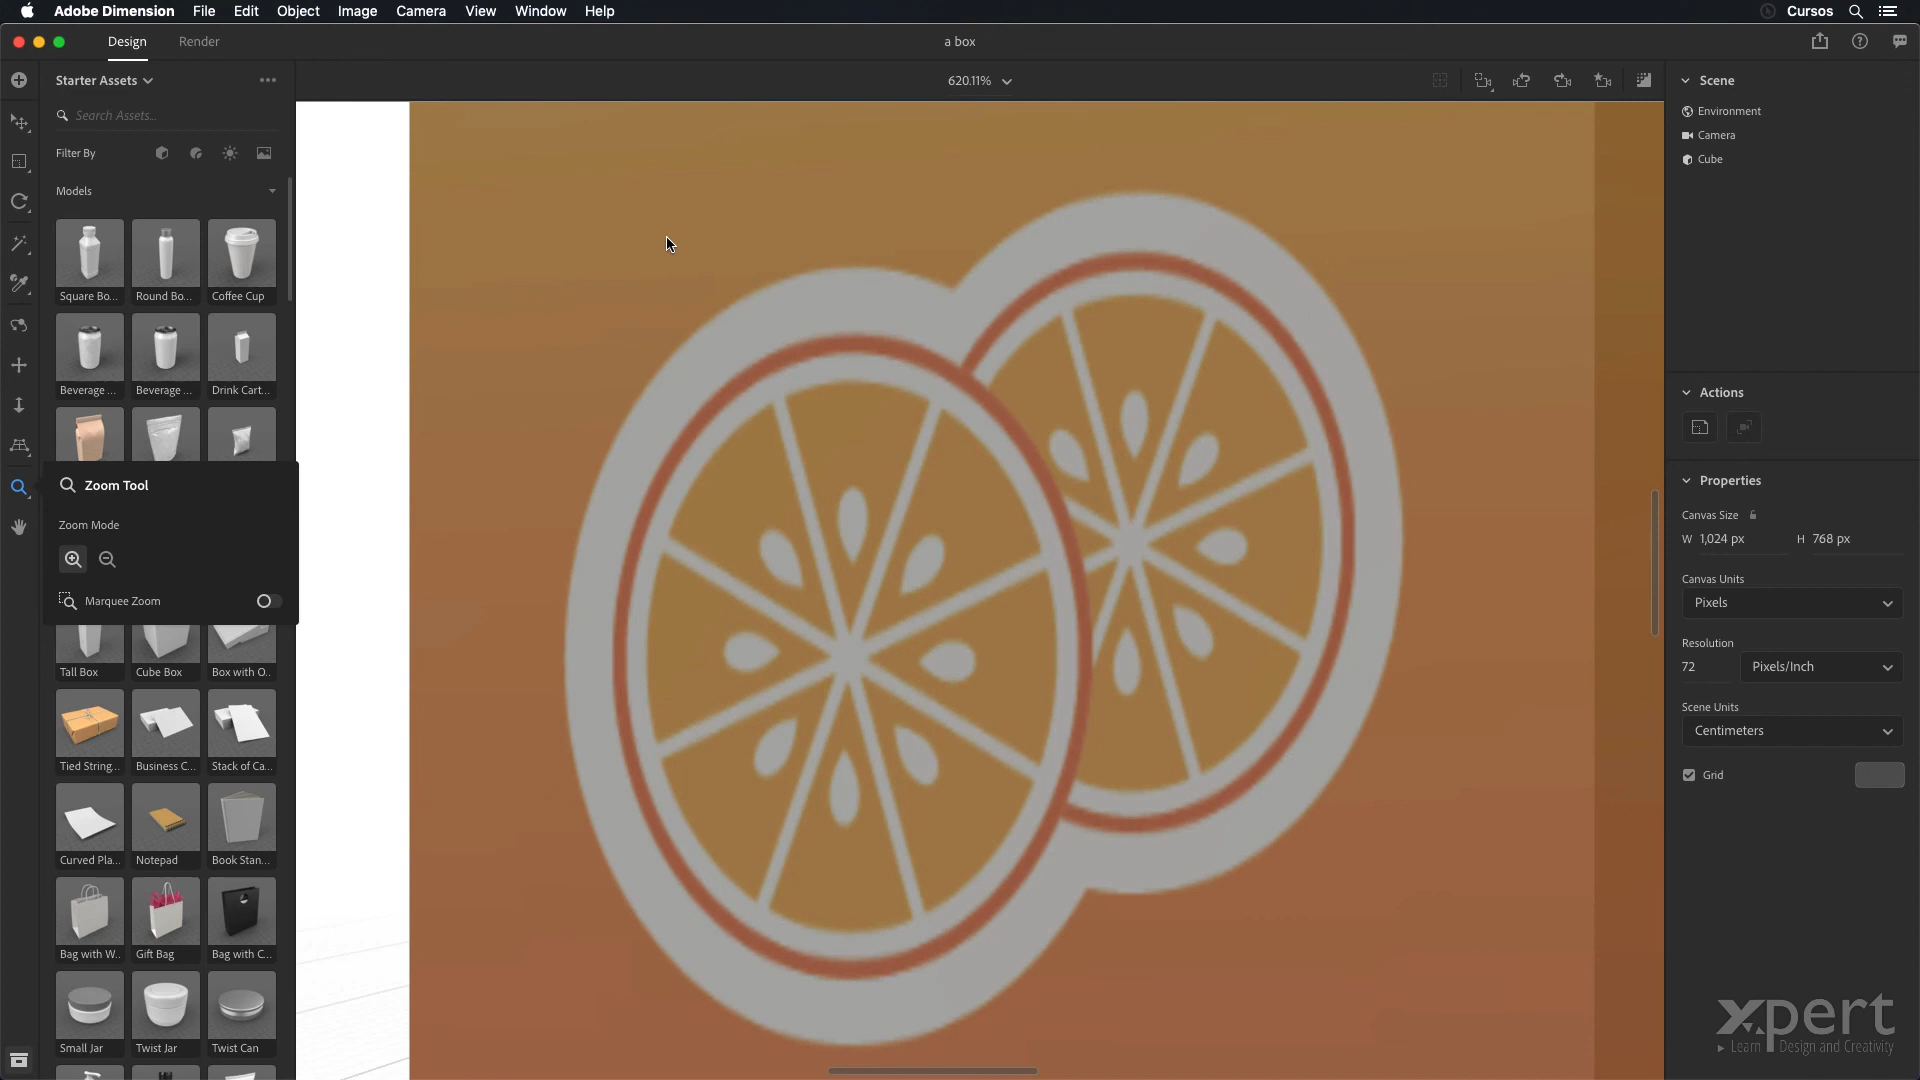 Adobe Dimension File Edit Object Image Camera View Window Help Cursos
Design Render a box
Starter Assets 620.11%
Search Assets...
Filter By
Models
Square Bo... Round Bo... Coffee Cup
Beverage ... Beverage ... Drink Cart...
Zoom Tool
Zoom Mode
Marquee Zoom
Tall Box Cube Box Box with O..
Tied String... Business C... Stack of Ca...
Curved Pla... Notepad Book Stan...
Bag with W.. Gift Bag Bag with C...
Small Jar Twist Jar Twist Can
Scene
Environment
Camera
Cube
Actions
Properties
Canvas Size
W 1,024 px H 768 px
Canvas Units
Pixels
Resolution
72 Pixels/Inch
Scene Units
Centimeters
Grid
xpert
Learn Design and Creativity